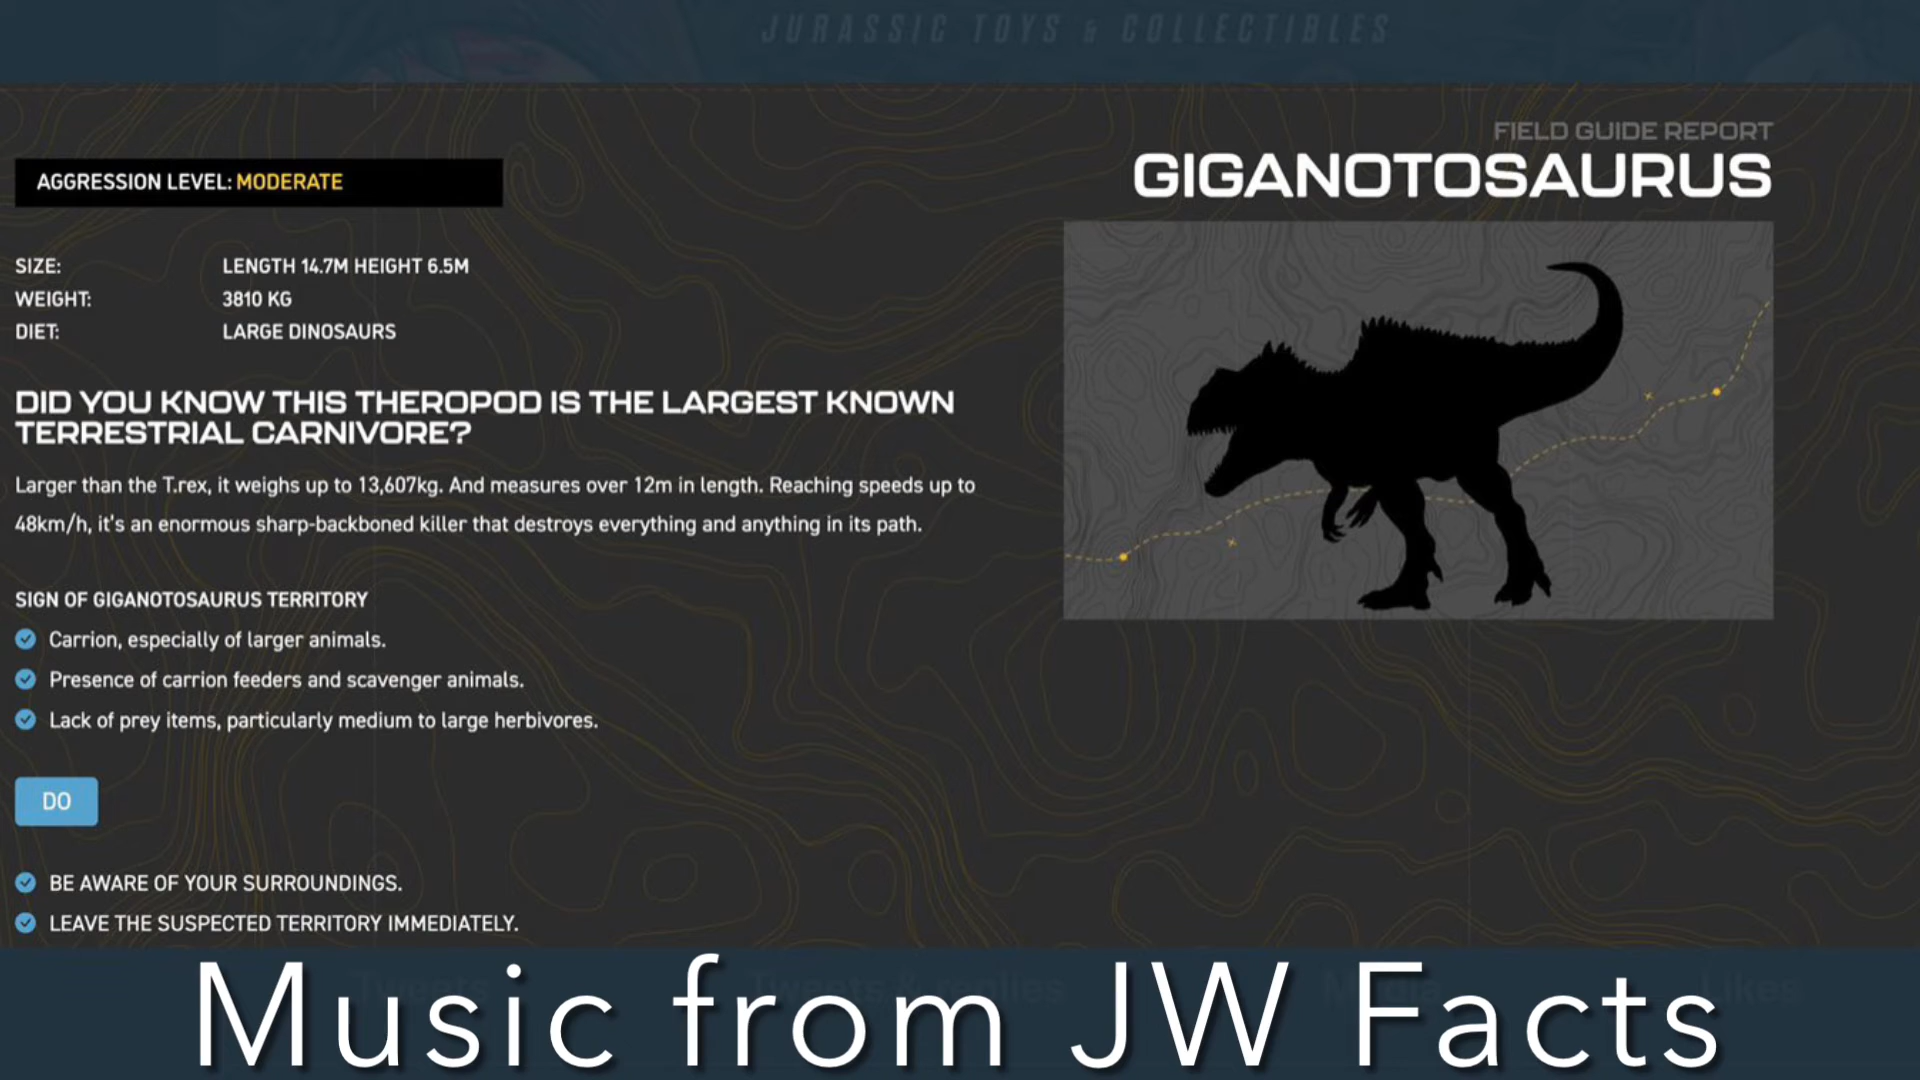 JURASSIC TOYS & COLLECTIBLES
FIELD GUIDE REPORT
GIGANOTOSAURUS
AGGRESSION LEVEL: MODERATE
SIZE: LENGTH 14.7M HEIGHT 6.5M
WEIGHT: 3810 KG
DIET: LARGE DINOSAURS
DID YOU KNOW THIS THEROPOD IS THE LARGEST KNOWN
TERRESTRIAL CARNIVORE?
Larger than the T.rex, it weighs up to 13,607kg. And measures over 12m in length. Reaching speeds up to
48km/h, it's an enormous sharp-backboned killer that destroys everything and anything in its path.
SIGN OF GIGANOTOSAURUS TERRITORY
Carrion, especially of larger animals.
Presence of carrion feeders and scavenger animals.
Lack of prey items, particularly medium to large herbivores.
DO
BE AWARE OF YOUR SURROUNDINGS.
LEAVE THE SUSPECTED TERRITORY IMMEDIATELY.
Tweets Tweets & replies Media Likes
Music from JW Facts